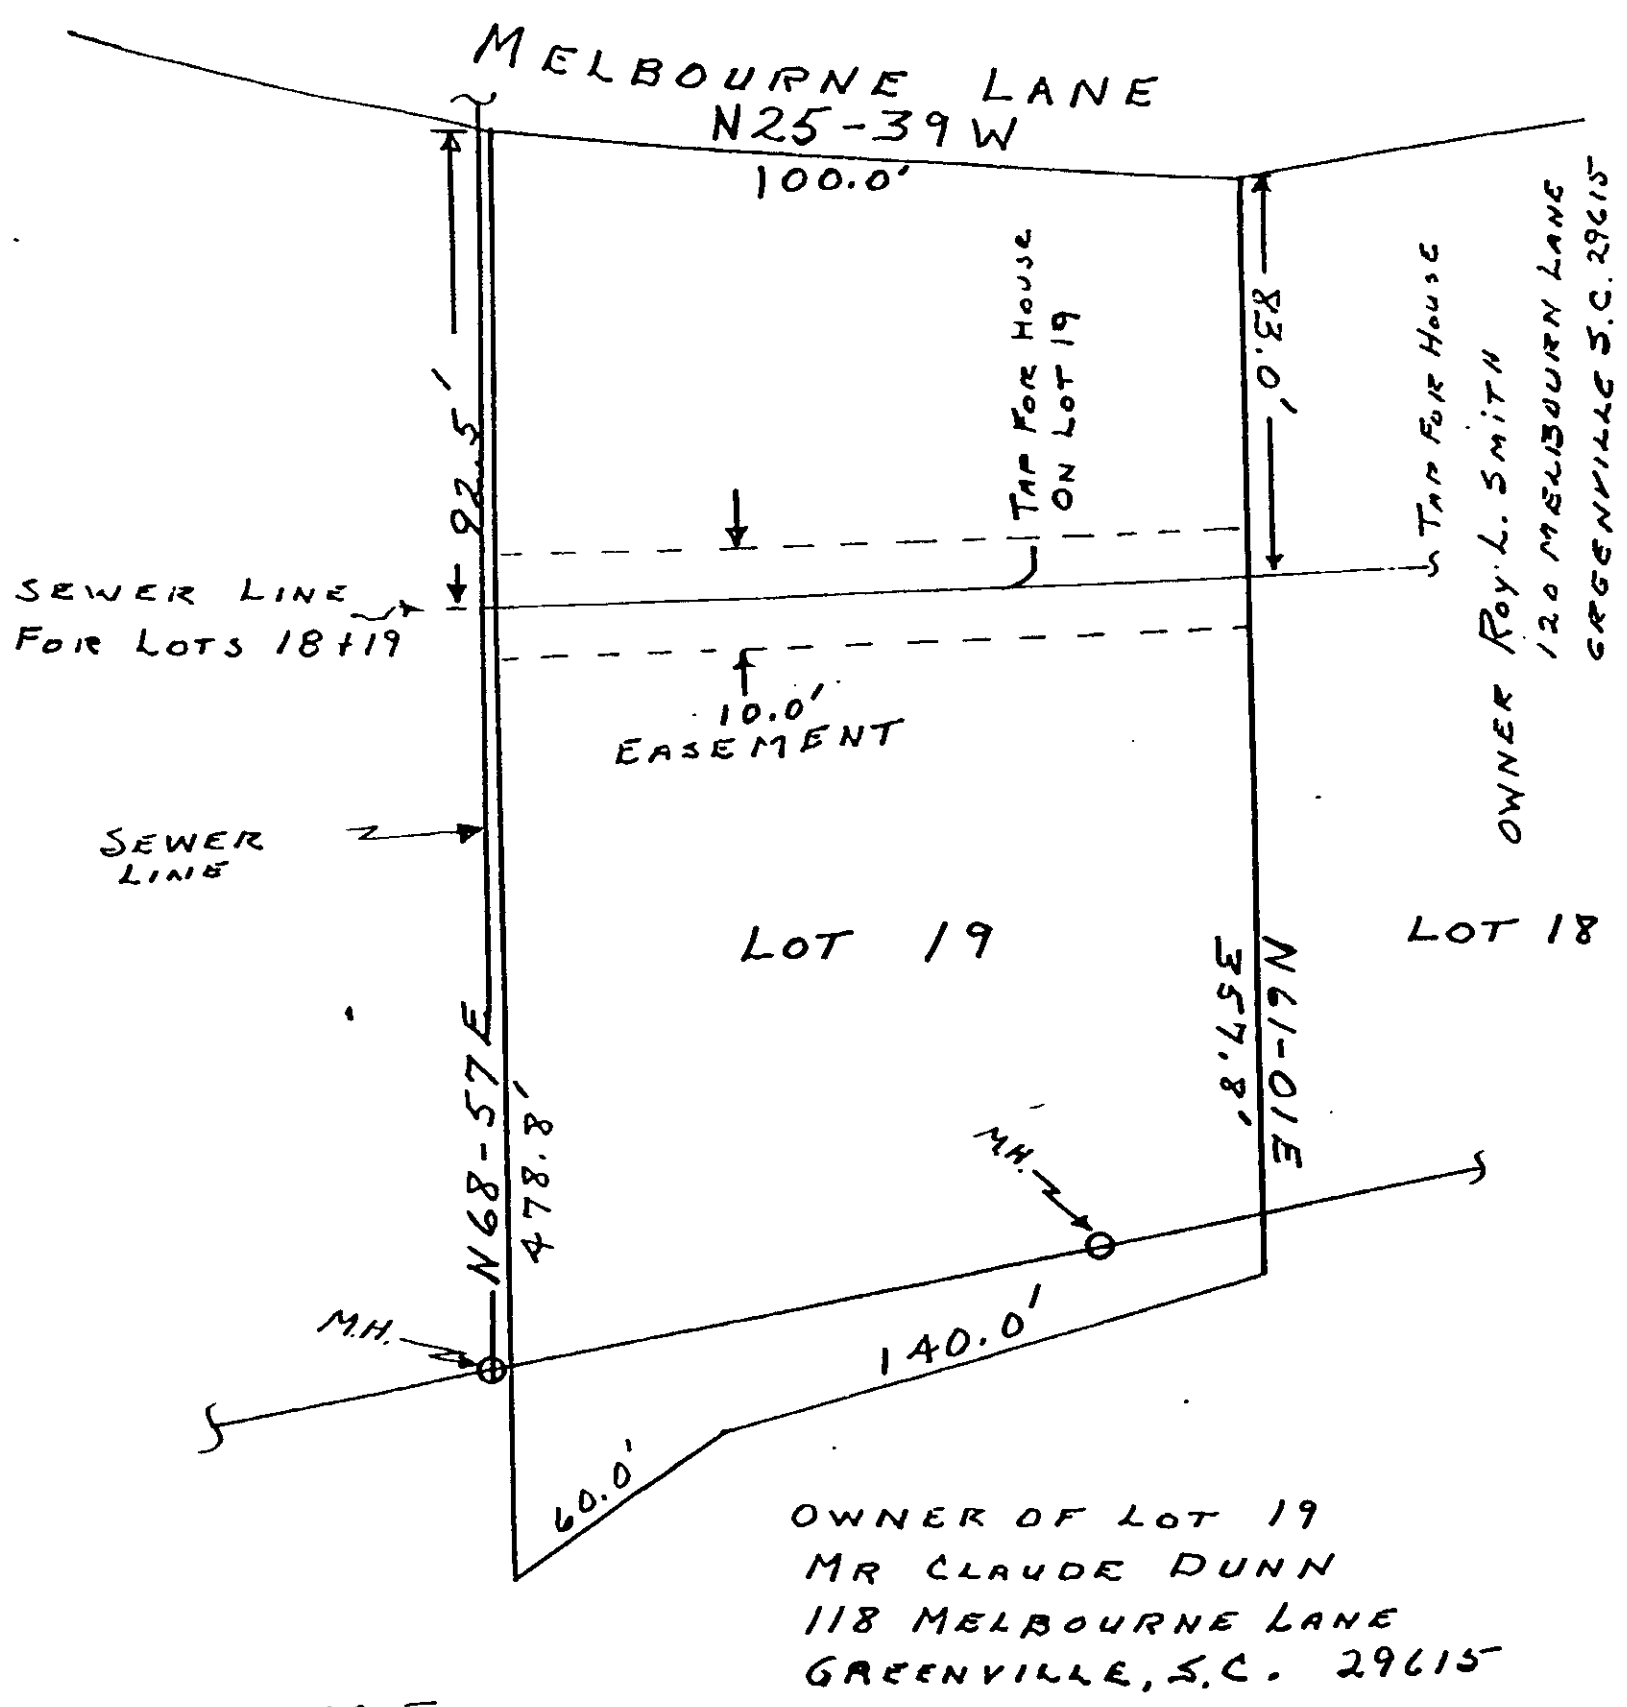 MELBOURNE LANE
N25-39W
100.0'
92.5'
83.0'
TAP FOR HOUSE
ON LOT 19
TAP FOR HOUSE
OWNER ROY L. SMITH
120 MELBOURN LANE
GREENVILLE S.C. 29615
SEWER LINE
FOR LOTS 18+19
10.0'
EASEMENT
SEWER
LINE
LOT 19
LOT 18
N68-57E
478.8'
N61-01E
357.8'
M.H.
M.H.
140.0'
60.0'
OWNER OF LOT 19
MR CLAUDE DUNN
118 MELBOURNE LANE
GREENVILLE, S.C. 29615